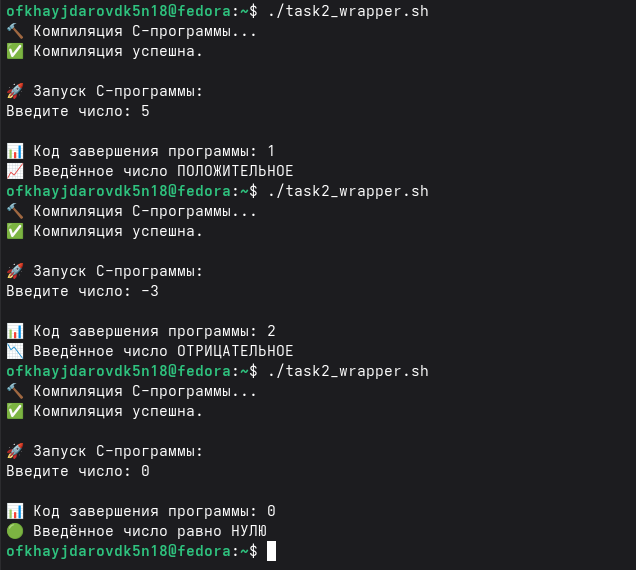 ofkhayjdarovdk5n18@fedora:~$ ./task2_wrapper.sh
🔨 Компиляция C-программы...
✅ Компиляция успешна.
🚀 Запуск C-программы:
Введите число: 5
📊 Код завершения программы: 1
📈 Введённое число ПОЛОЖИТЕЛЬНОЕ
ofkhayjdarovdk5n18@fedora:~$ ./task2_wrapper.sh
🔨 Компиляция C-программы...
✅ Компиляция успешна.
🚀 Запуск C-программы:
Введите число: -3
📊 Код завершения программы: 2
📉 Введённое число ОТРИЦАТЕЛЬНОЕ
ofkhayjdarovdk5n18@fedora:~$ ./task2_wrapper.sh
🔨 Компиляция C-программы...
✅ Компиляция успешна.
🚀 Запуск C-программы:
Введите число: 0
📊 Код завершения программы: 0
🟢 Введённое число равно НУЛЮ
ofkhayjdarovdk5n18@fedora:~$